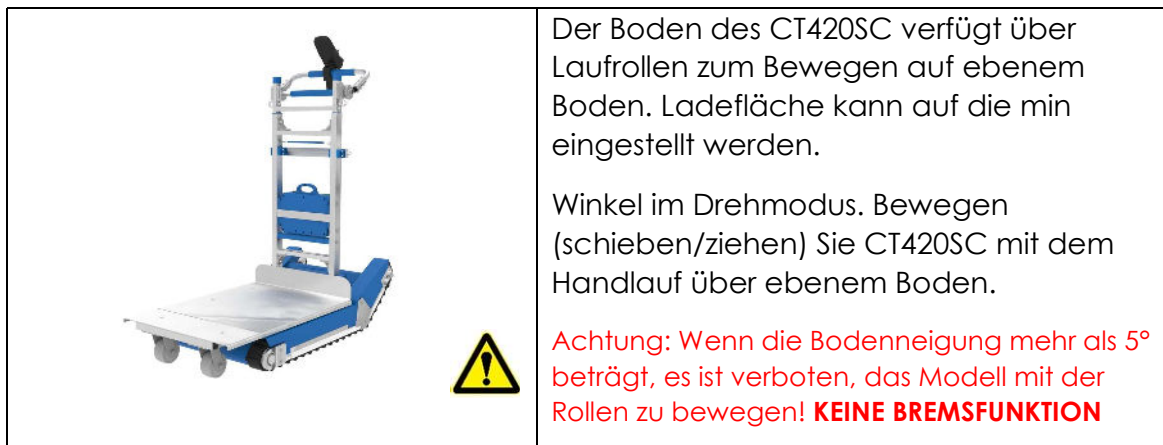 Der Boden des CT420SC verfügt über
Laufrollen zum Bewegen auf ebenem
Boden. Ladefläche kann auf die min
eingestellt werden.
Winkel im Drehmodus. Bewegen
(schieben/ziehen) Sie CT420SC mit dem
Handlauf über ebenem Boden.
Achtung: Wenn die Bodenneigung mehr als 5°
beträgt, es ist verboten, das Modell mit der
Rollen zu bewegen! KEINE BREMSFUNKTION